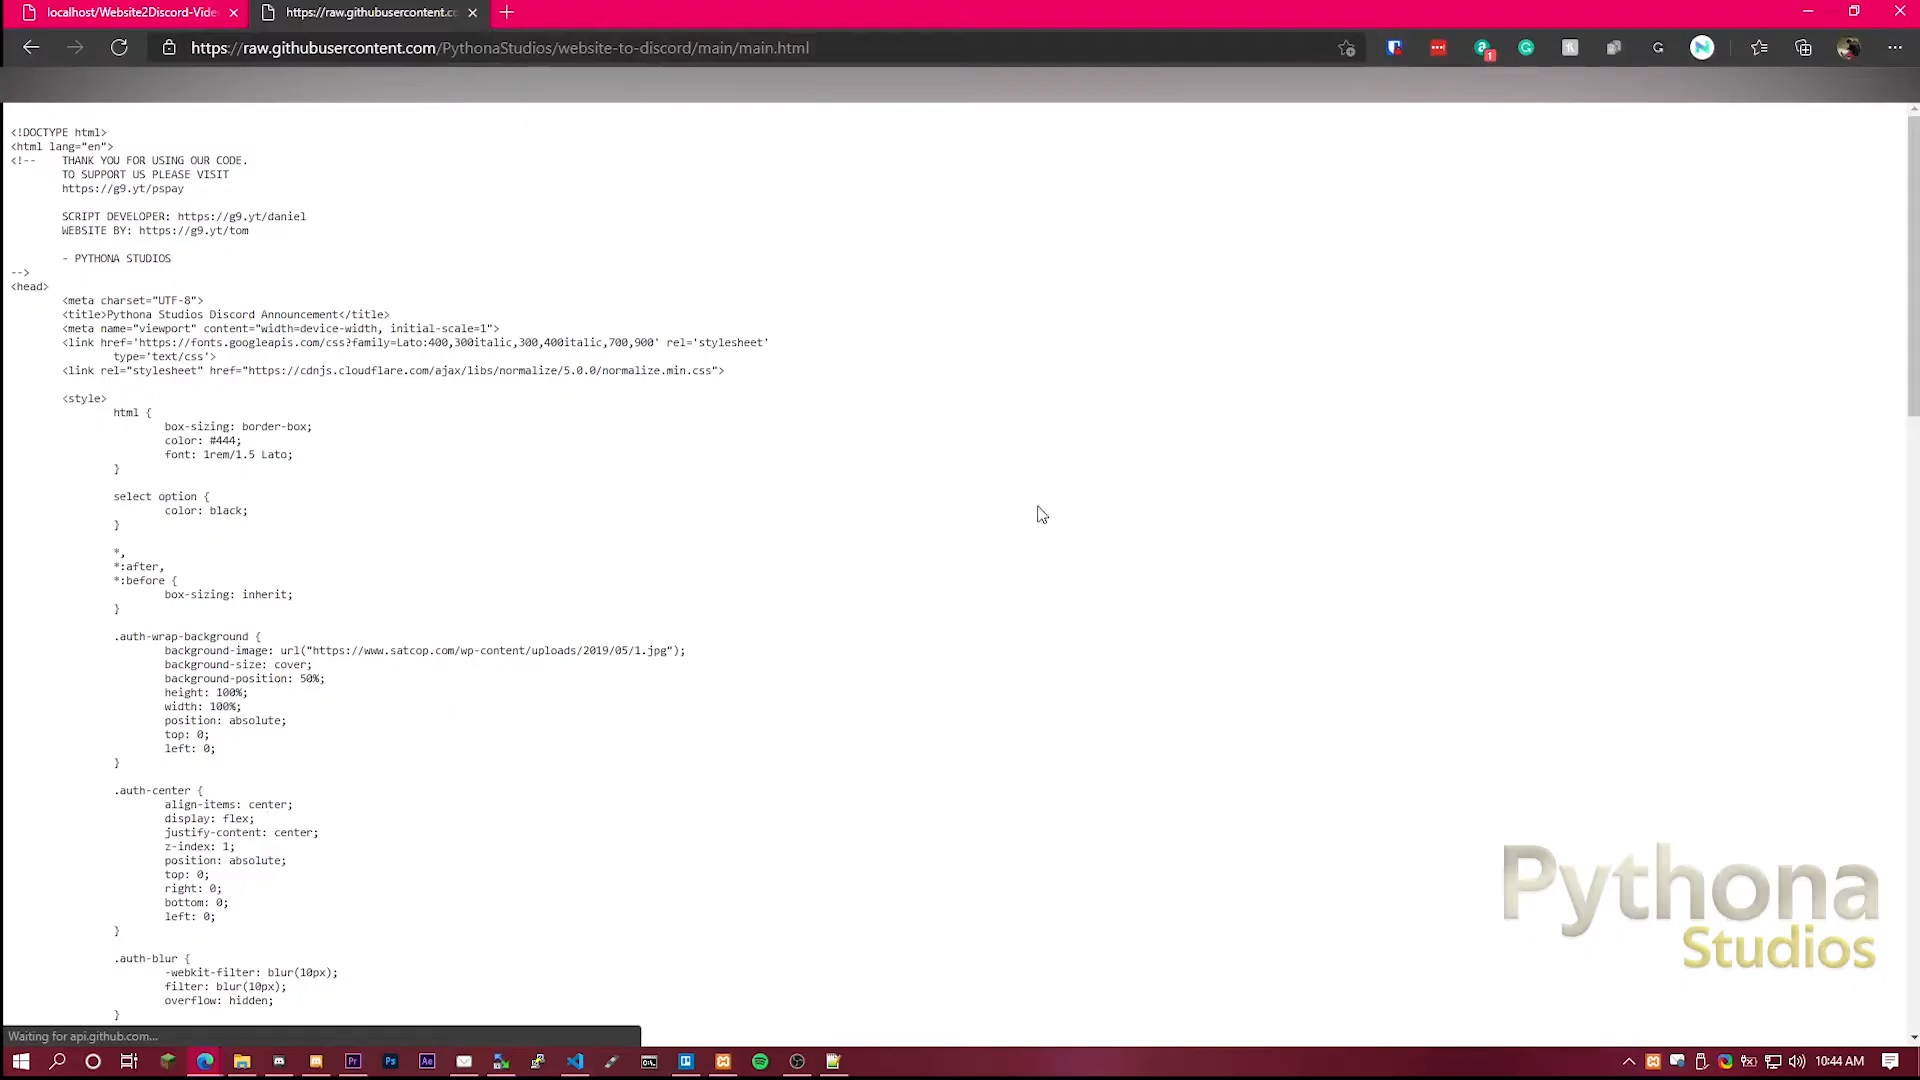 localhost/Website2Discord-Vide
https://raw.githubusercontent.cc
https://raw.githubusercontent.com/PythonaStudios/website-to-discord/main/main.html
<!DOCTYPE html>
<html lang="en">
<!-- THANK YOU FOR USING OUR CODE.
TO SUPPORT US PLEASE VISIT
https://g9.yt/pspay
SCRIPT DEVELOPER: https://g9.yt/daniel
WEBSITE BY: https://g9.yt/tom
- PYTHONA STUDIOS
-->
<head>
<meta charset="UTF-8">
<title>Pythona Studios Discord Announcement</title>
<meta name="viewport" content="width=device-width, initial-scale=1">
<link href='https://fonts.googleapis.com/css?family=Lato:400,300italic,300,400italic,700,900' rel='stylesheet'
type='text/css'>
<link rel="stylesheet" href="https://cdnjs.cloudflare.com/ajax/libs/normalize/5.0.0/normalize.min.css">
<style>
html {
box-sizing: border-box;
color: #444;
font: 1rem/1.5 Lato;
}
select option {
color: black;
}
*,
*:after,
*:before {
box-sizing: inherit;
}
.auth-wrap-background {
background-image: url("https://www.satcop.com/wp-content/uploads/2019/05/1.jpg");
background-size: cover;
background-position: 50%;
height: 100%;
width: 100%;
position: absolute;
top: 0;
left: 0;
}
.auth-center {
align-items: center;
display: flex;
justify-content: center;
z-index: 1;
position: absolute;
top: 0;
right: 0;
bottom: 0;
left: 0;
}
.auth-blur {
-webkit-filter: blur(10px);
filter: blur(10px);
overflow: hidden;
}
Pythona
Studios
Waiting for api.github.com...
10:44 AM